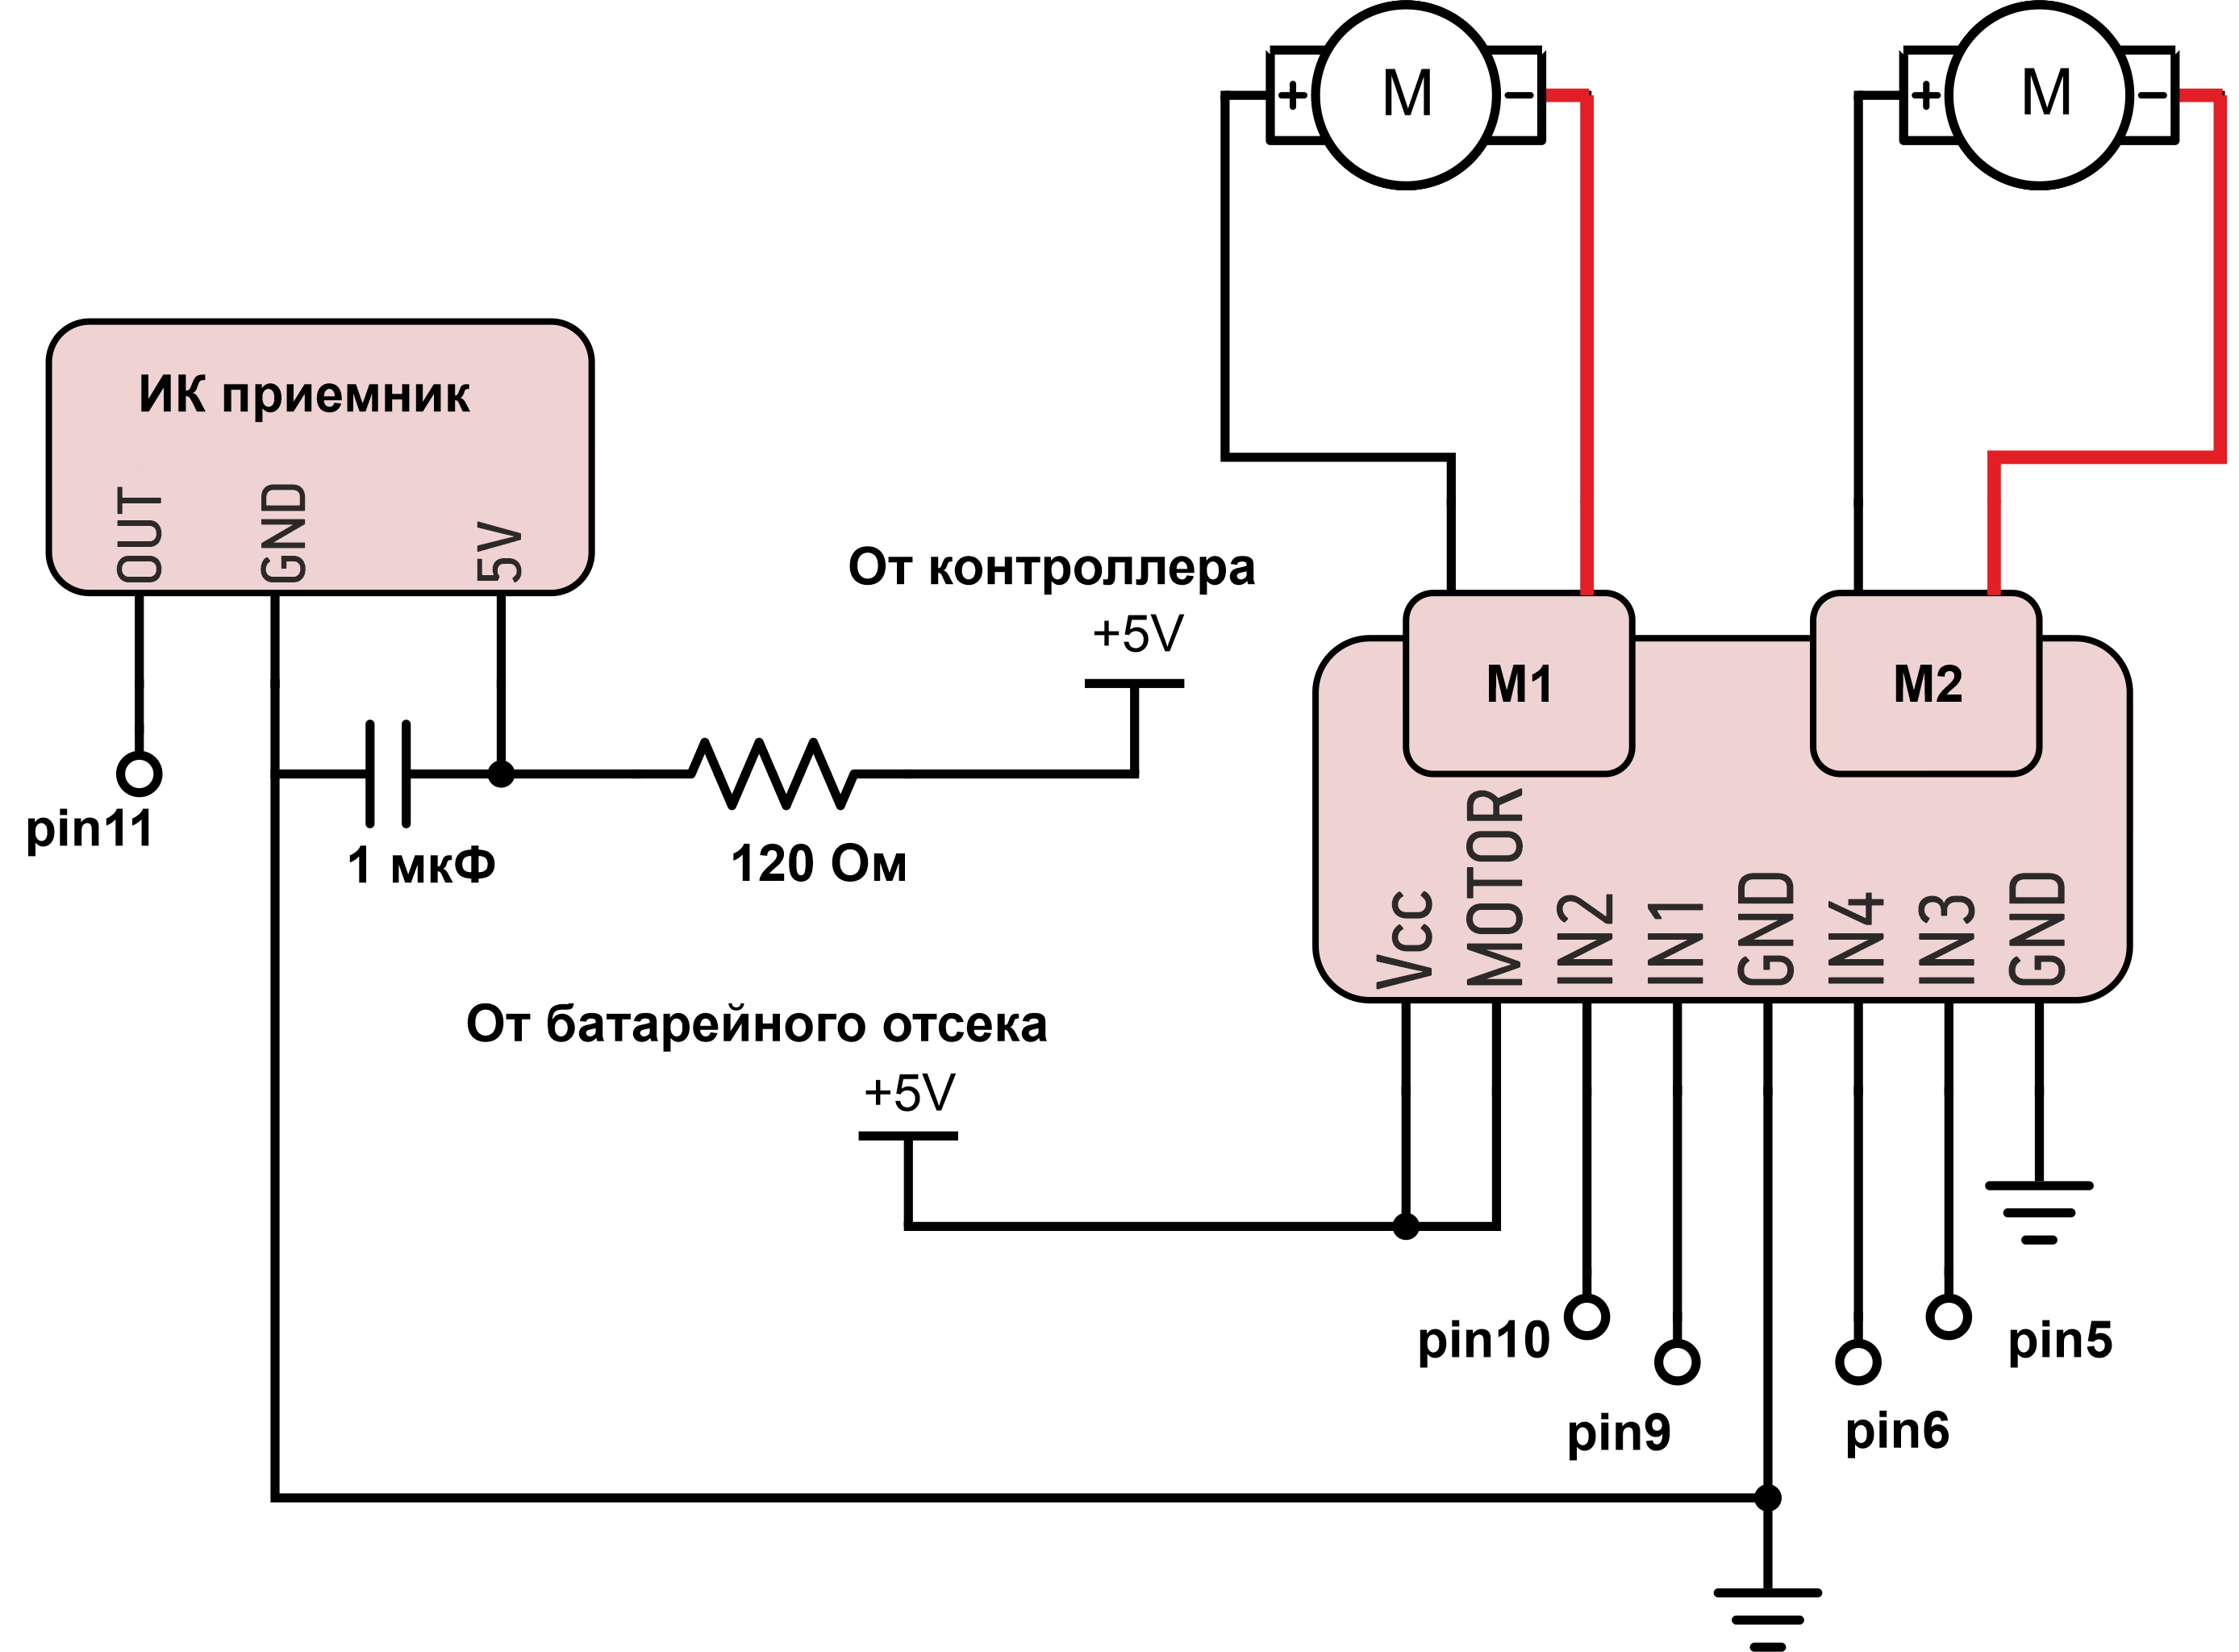 M
M
+
−
+
−
ИК приемник
OUT
GND
5V
От контроллера
+5V
M1
M2
pin11
1 мкФ
120 Ом
Vcc
MOTOR
IN2
IN1
GND
IN4
IN3
GND
От батарейного отсека
+5V
pin10
pin5
pin9
pin6